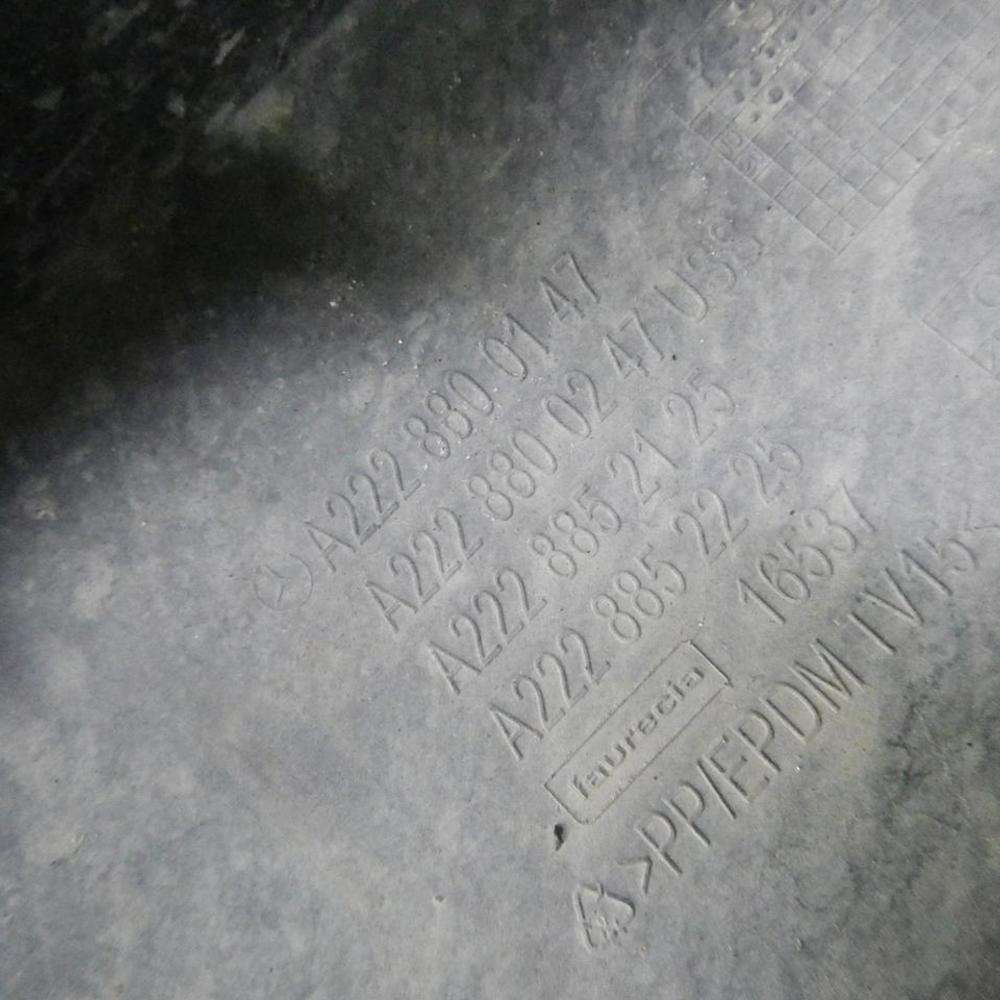 A222 880 01 47
A222 880 02 47 USS
A222 885 21 25
A222 885 22 25
faurecia 16537
>PP/EPDM TV15<